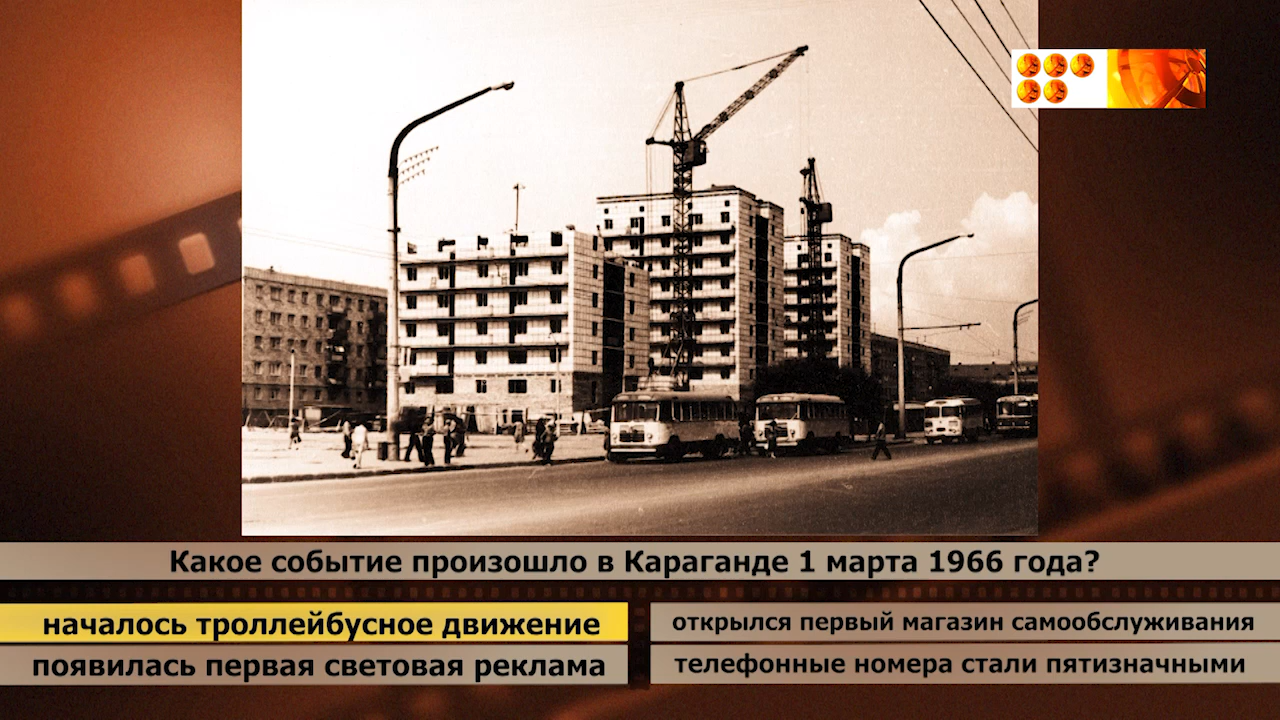 Какое событие произошло в Караганде 1 марта 1966 года?
началось троллейбусное движение
открылся первый магазин самообслуживания
появилась первая световая реклама
телефонные номера стали пятизначными